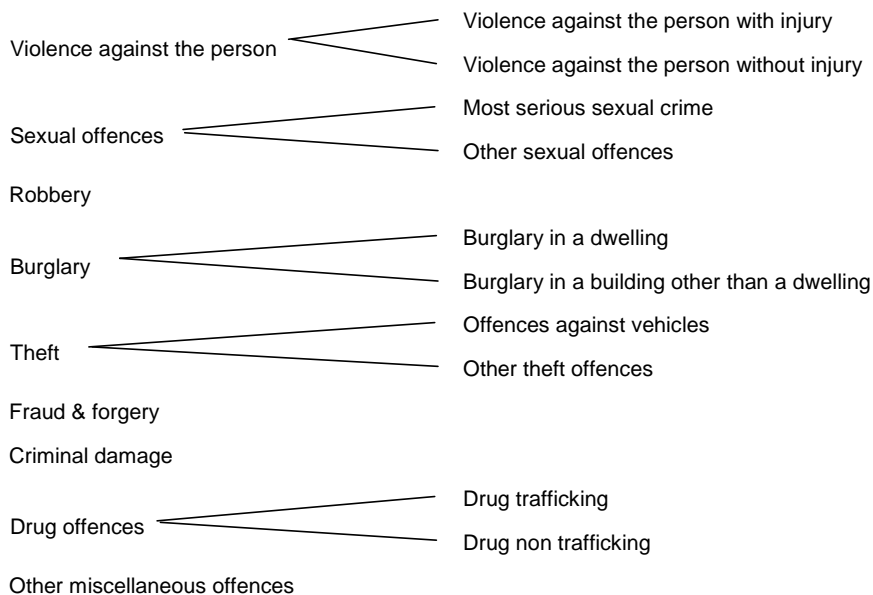 Violence against the person
Violence against the person with injury
Violence against the person without injury
Sexual offences
Most serious sexual crime
Other sexual offences
Robbery
Burglary
Burglary in a dwelling
Burglary in a building other than a dwelling
Theft
Offences against vehicles
Other theft offences
Fraud & forgery
Criminal damage
Drug offences
Drug trafficking
Drug non trafficking
Other miscellaneous offences